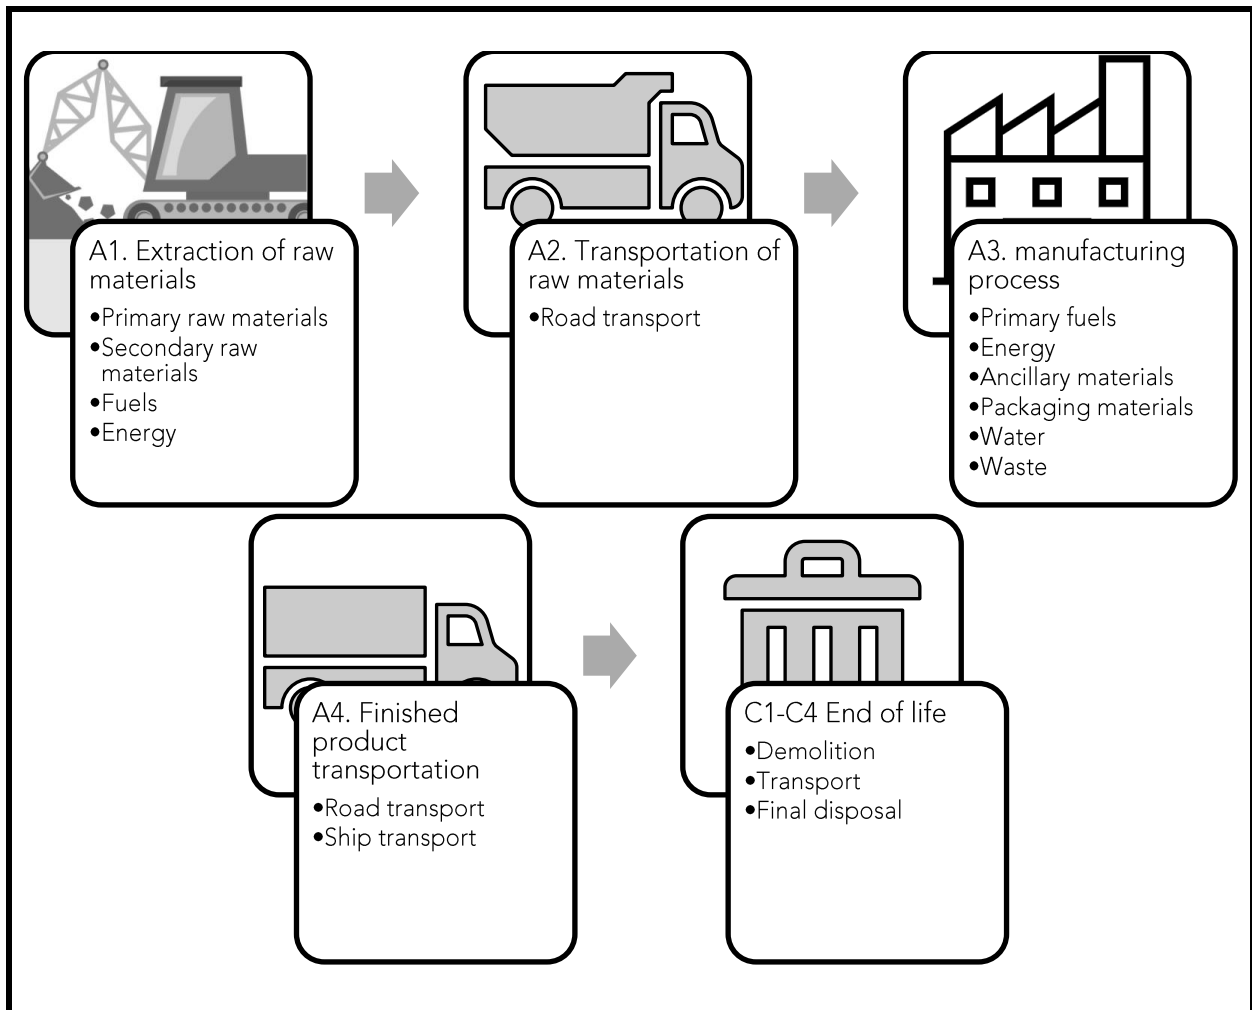 A1. Extraction of raw
materials
•Primary raw materials
•Secondary raw
materials
•Fuels
•Energy
A2. Transportation of
raw materials
•Road transport
A3. manufacturing
process
•Primary fuels
•Energy
•Ancillary materials
•Packaging materials
•Water
•Waste
A4. Finished
product
transportation
•Road transport
•Ship transport
C1-C4 End of life
•Demolition
•Transport
•Final disposal